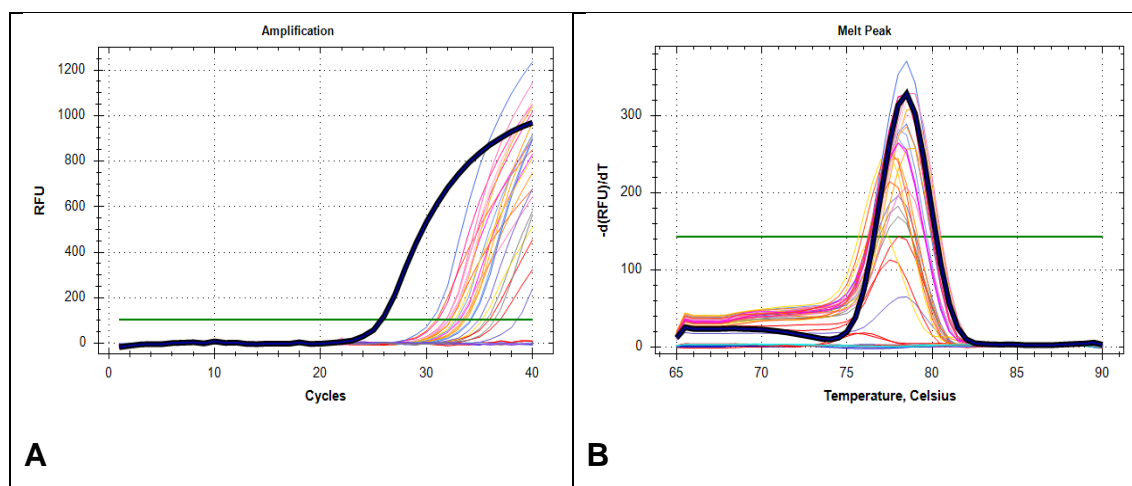 Amplification
RFU
1200
1000
800
600
400
200
0
0 10 20 30 40
Cycles
A
Melt Peak
-d(RFU)/dT
300
200
100
0
65 70 75 80 85 90
Temperature, Celsius
B